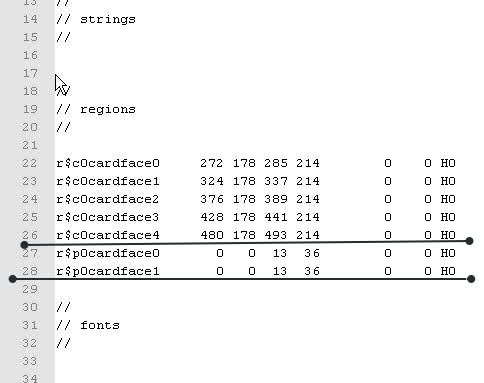 13 //
14 // strings
15 //
16
17
18 //
19 // regions
20 //
21
22 r$c0cardface0 272 178 285 214 0 0 H0
23 r$c0cardface1 324 178 337 214 0 0 H0
24 r$c0cardface2 376 178 389 214 0 0 H0
25 r$c0cardface3 428 178 441 214 0 0 H0
26 r$c0cardface4 480 178 493 214 0 0 H0
27 r$p0cardface0 0 0 13 36 0 0 H0
28 r$p0cardface1 0 0 13 36 0 0 H0
29
30 //
31 // fonts
32 //
33
34